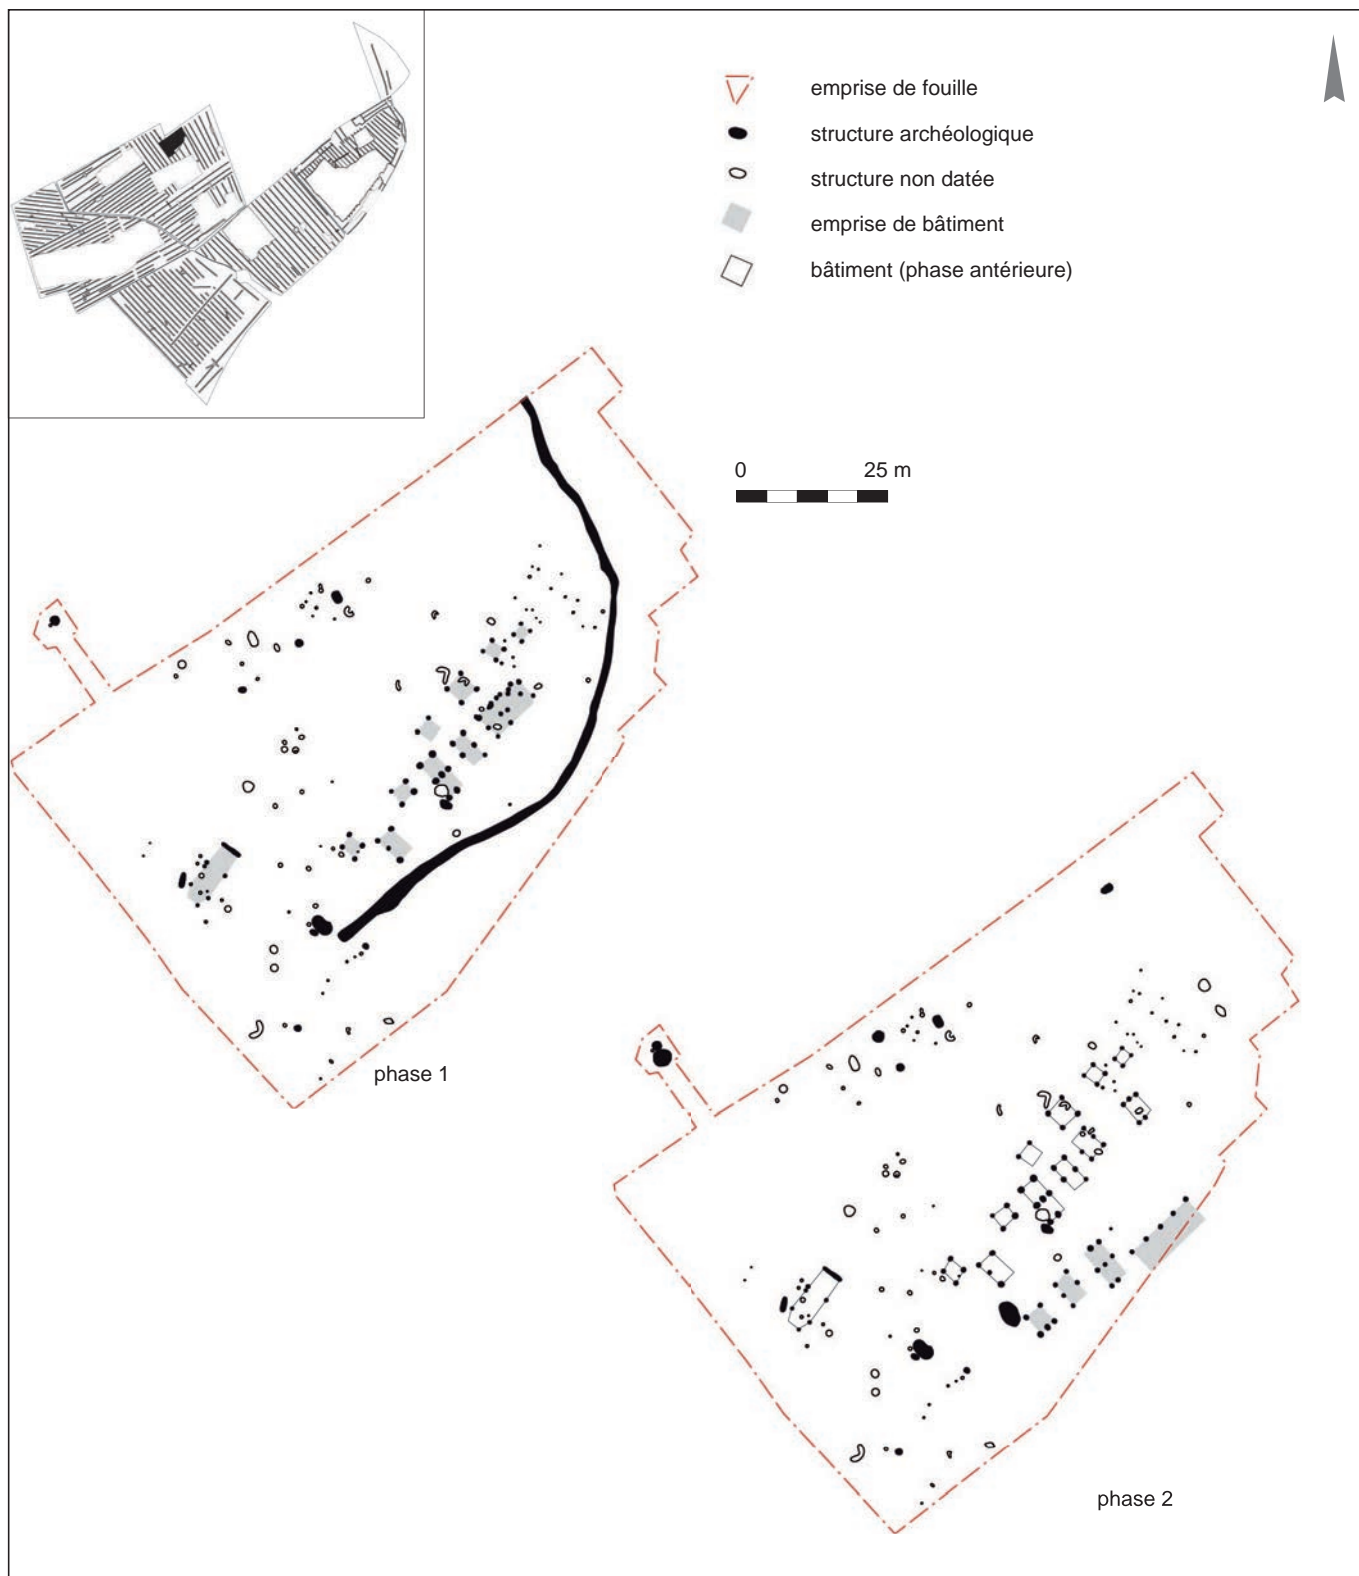 emprise de fouille
structure archéologique
structure non datée
emprise de bâtiment
bâtiment (phase antérieure)
0 25 m
phase 1
phase 2